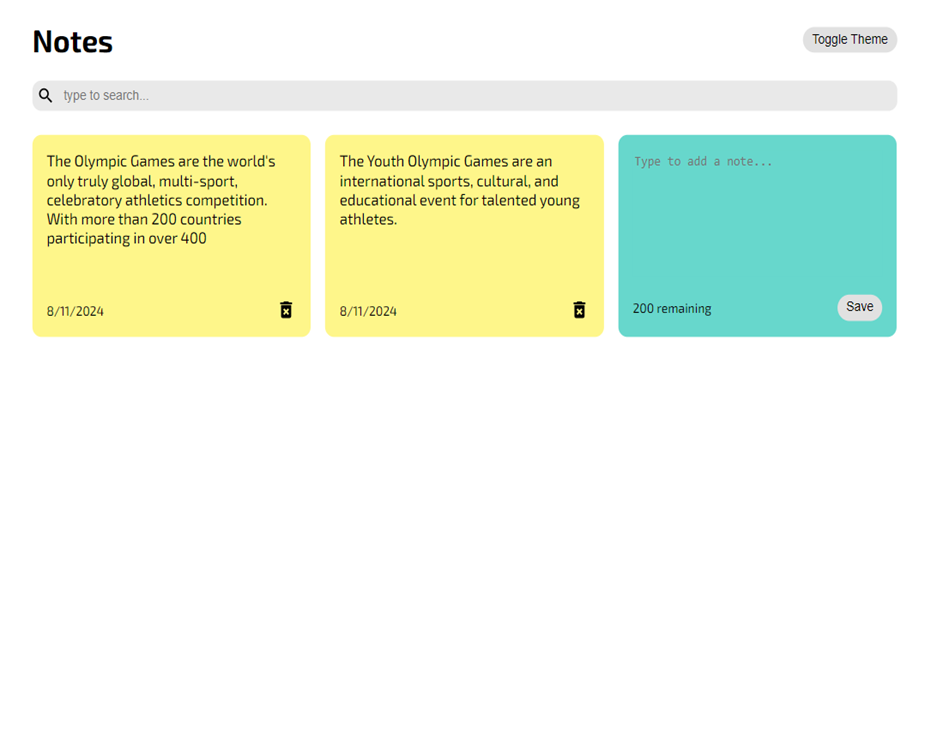 Notes
Toggle Theme
type to search...
The Olympic Games are the world's
only truly global, multi-sport,
celebratory athletics competition.
With more than 200 countries
participating in over 400
8/11/2024
The Youth Olympic Games are an
international sports, cultural, and
educational event for talented young
athletes.
8/11/2024
Type to add a note...
200 remaining
Save